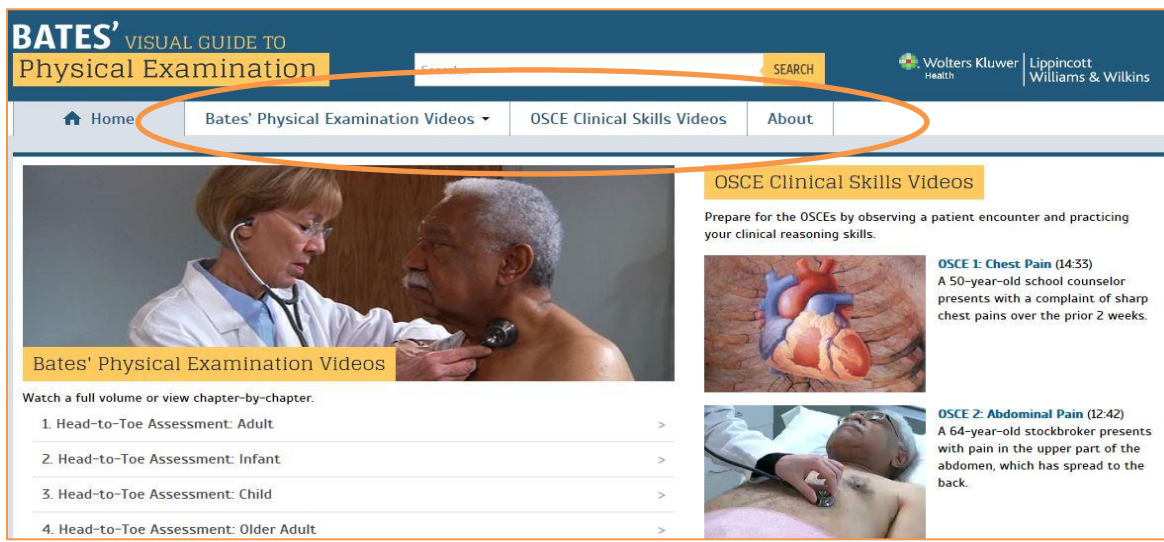 BATES' VISUAL GUIDE TO
Physical Examination
Search...
SEARCH
Wolters Kluwer
Health
Lippincott
Williams & Wilkins
Home
Bates' Physical Examination Videos
OSCE Clinical Skills Videos
About
Bates' Physical Examination Videos
Watch a full volume or view chapter-by-chapter.
1. Head-to-Toe Assessment: Adult >
2. Head-to-Toe Assessment: Infant >
3. Head-to-Toe Assessment: Child >
4. Head-to-Toe Assessment: Older Adult >
OSCE Clinical Skills Videos
Prepare for the OSCEs by observing a patient encounter and practicing
your clinical reasoning skills.
OSCE 1: Chest Pain (14:33)
A 50-year-old school counselor
presents with a complaint of sharp
chest pains over the prior 2 weeks.
OSCE 2: Abdominal Pain (12:42)
A 64-year-old stockbroker presents
with pain in the upper part of the
abdomen, which has spread to the
back.